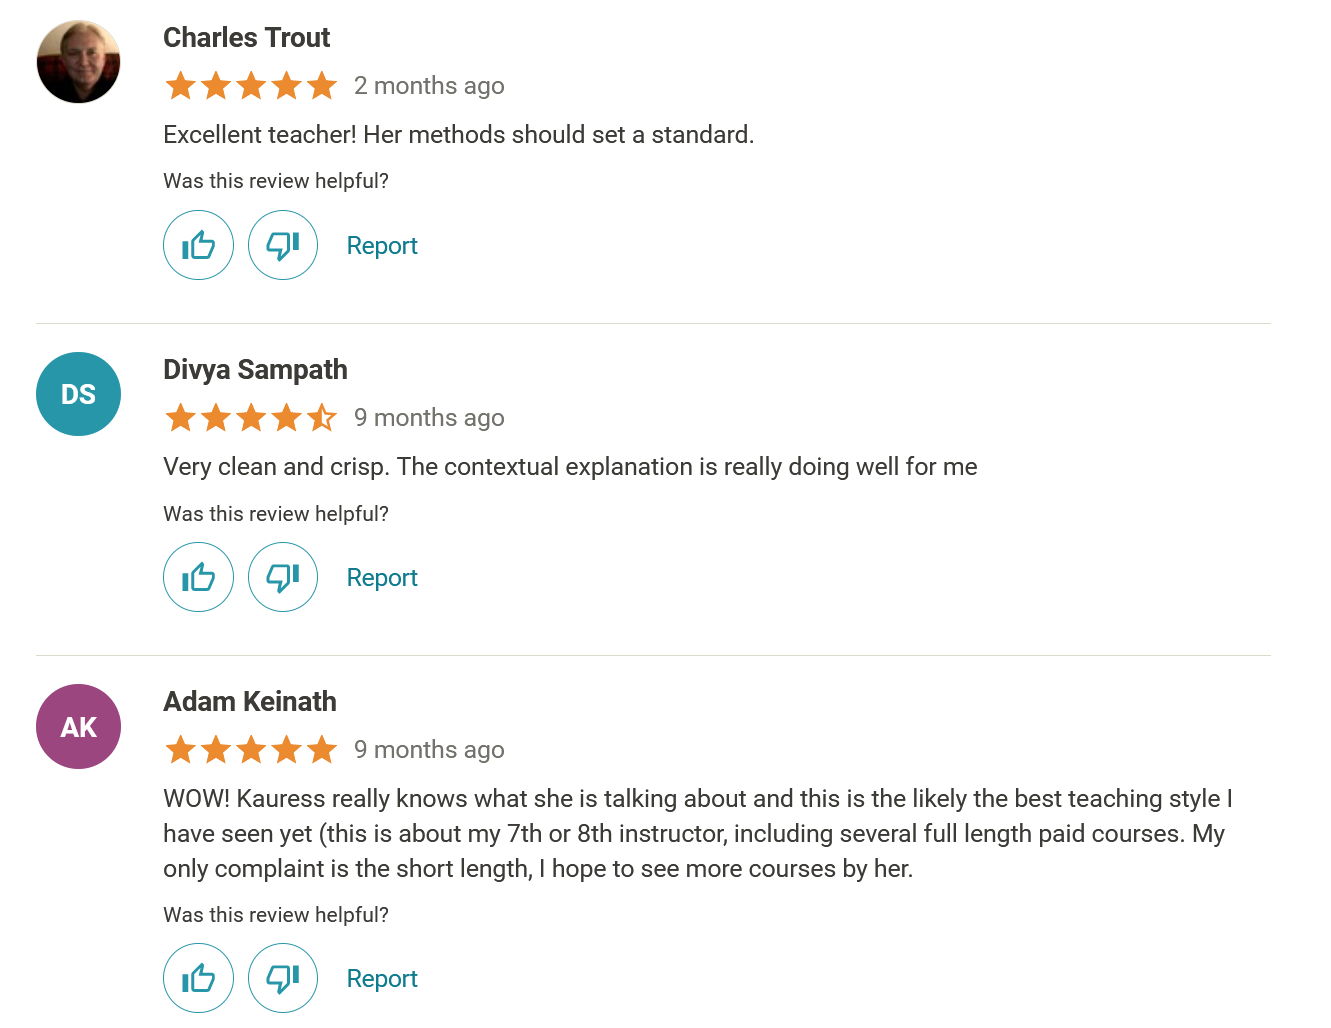 Charles Trout
2 months ago
Excellent teacher! Her methods should set a standard.
Was this review helpful?
Report
DS
Divya Sampath
9 months ago
Very clean and crisp. The contextual explanation is really doing well for me
Was this review helpful?
Report
AK
Adam Keinath
9 months ago
WOW! Kauress really knows what she is talking about and this is the likely the best teaching style I
have seen yet (this is about my 7th or 8th instructor, including several full length paid courses. My
only complaint is the short length, I hope to see more courses by her.
Was this review helpful?
Report